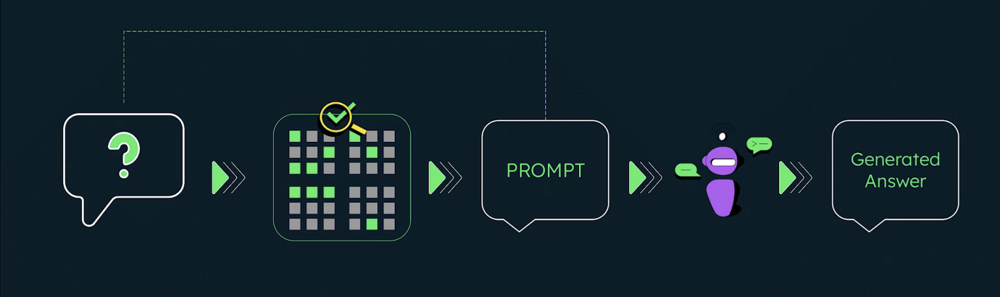 ?
PROMPT
Generated
Answer